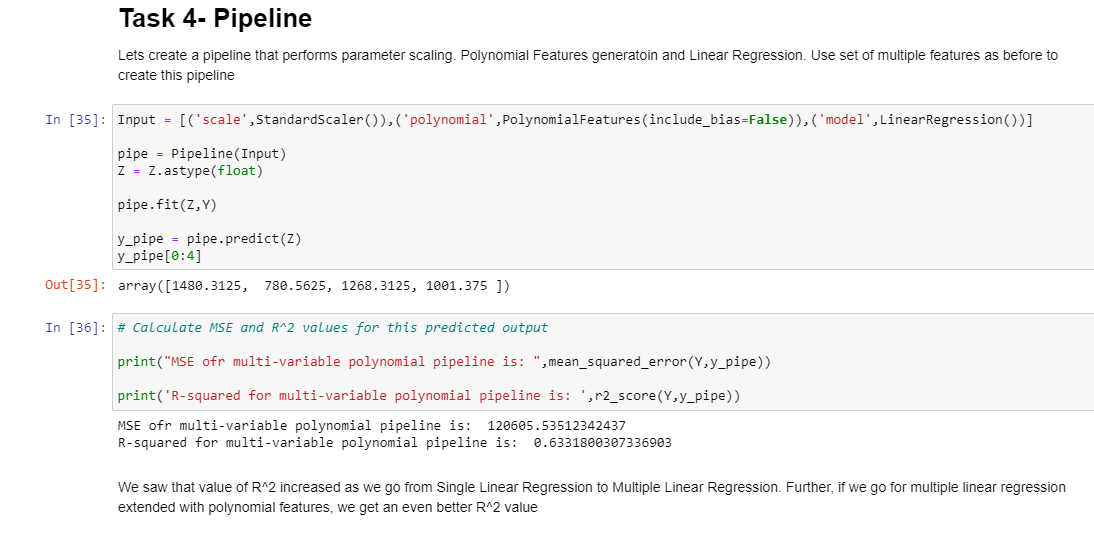 Task 4- Pipeline
Lets create a pipeline that performs parameter scaling. Polynomial Features generatoin and Linear Regression. Use set of multiple features as before to
create this pipeline
In [35]: Input = [('scale',StandardScaler()),('polynomial',PolynomialFeatures(include_bias=False)),('model',LinearRegression())]
pipe = Pipeline(Input)
Z = Z.astype(float)
pipe.fit(Z,Y)
y_pipe = pipe.predict(Z)
y_pipe[0:4]
Out[35]: array([1480.3125,  780.5625, 1268.3125, 1001.375 ])
In [36]: # Calculate MSE and R^2 values for this predicted output
print("MSE ofr multi-variable polynomial pipeline is: ",mean_squared_error(Y,y_pipe))
print('R-squared for multi-variable polynomial pipeline is: ',r2_score(Y,y_pipe))
MSE ofr multi-variable polynomial pipeline is:  120605.53512342437
R-squared for multi-variable polynomial pipeline is:  0.6331800307336903
We saw that value of R^2 increased as we go from Single Linear Regression to Multiple Linear Regression. Further, if we go for multiple linear regression
extended with polynomial features, we get an even better R^2 value